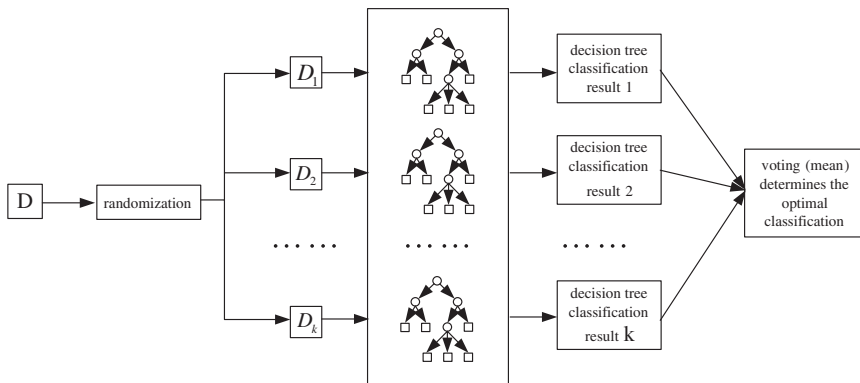 D
randomization
D1
D2
......
Dk
......
decision tree
classification
result 1
decision tree
classification
result 2
......
decision tree
classification
result k
voting (mean)
determines the
optimal
classification